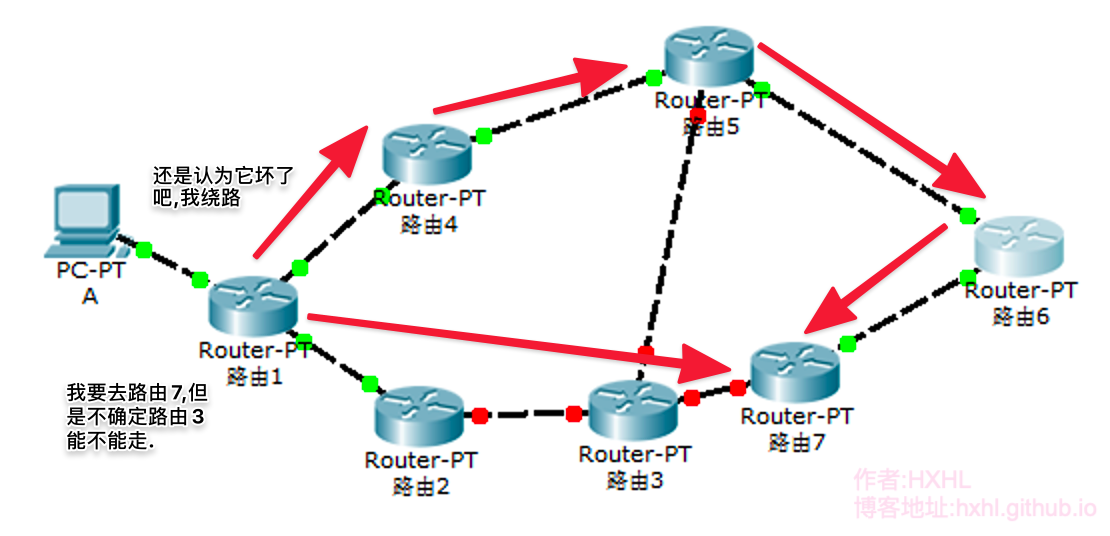 Router-PT
路由5
Router-PT
路由4
还是认为它坏了
吧,我绕路
PC-PT
A
Router-PT
路由6
Router-PT
路由1
我要去路由7,但
是不确定路由3
能不能走.
Router-PT
路由2
Router-PT
路由3
Router-PT
路由7
作者:HXHL
博客地址:hxhl.github.io